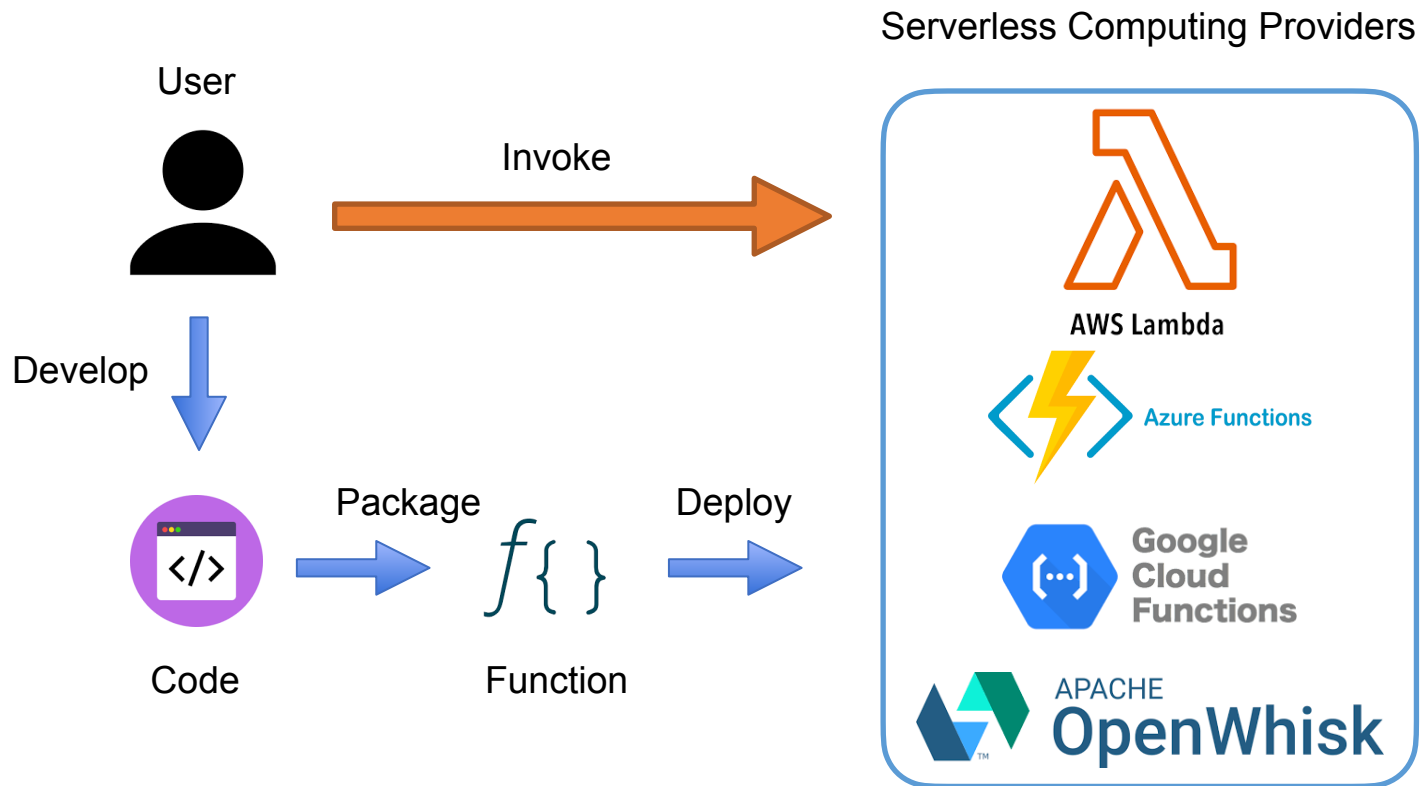 Serverless Computing Providers
User
Invoke
AWS Lambda
Develop
Azure Functions
Package
Deploy
</>
f{ }
Google
Cloud
Functions
Code
Function
APACHE
OpenWhisk
TM